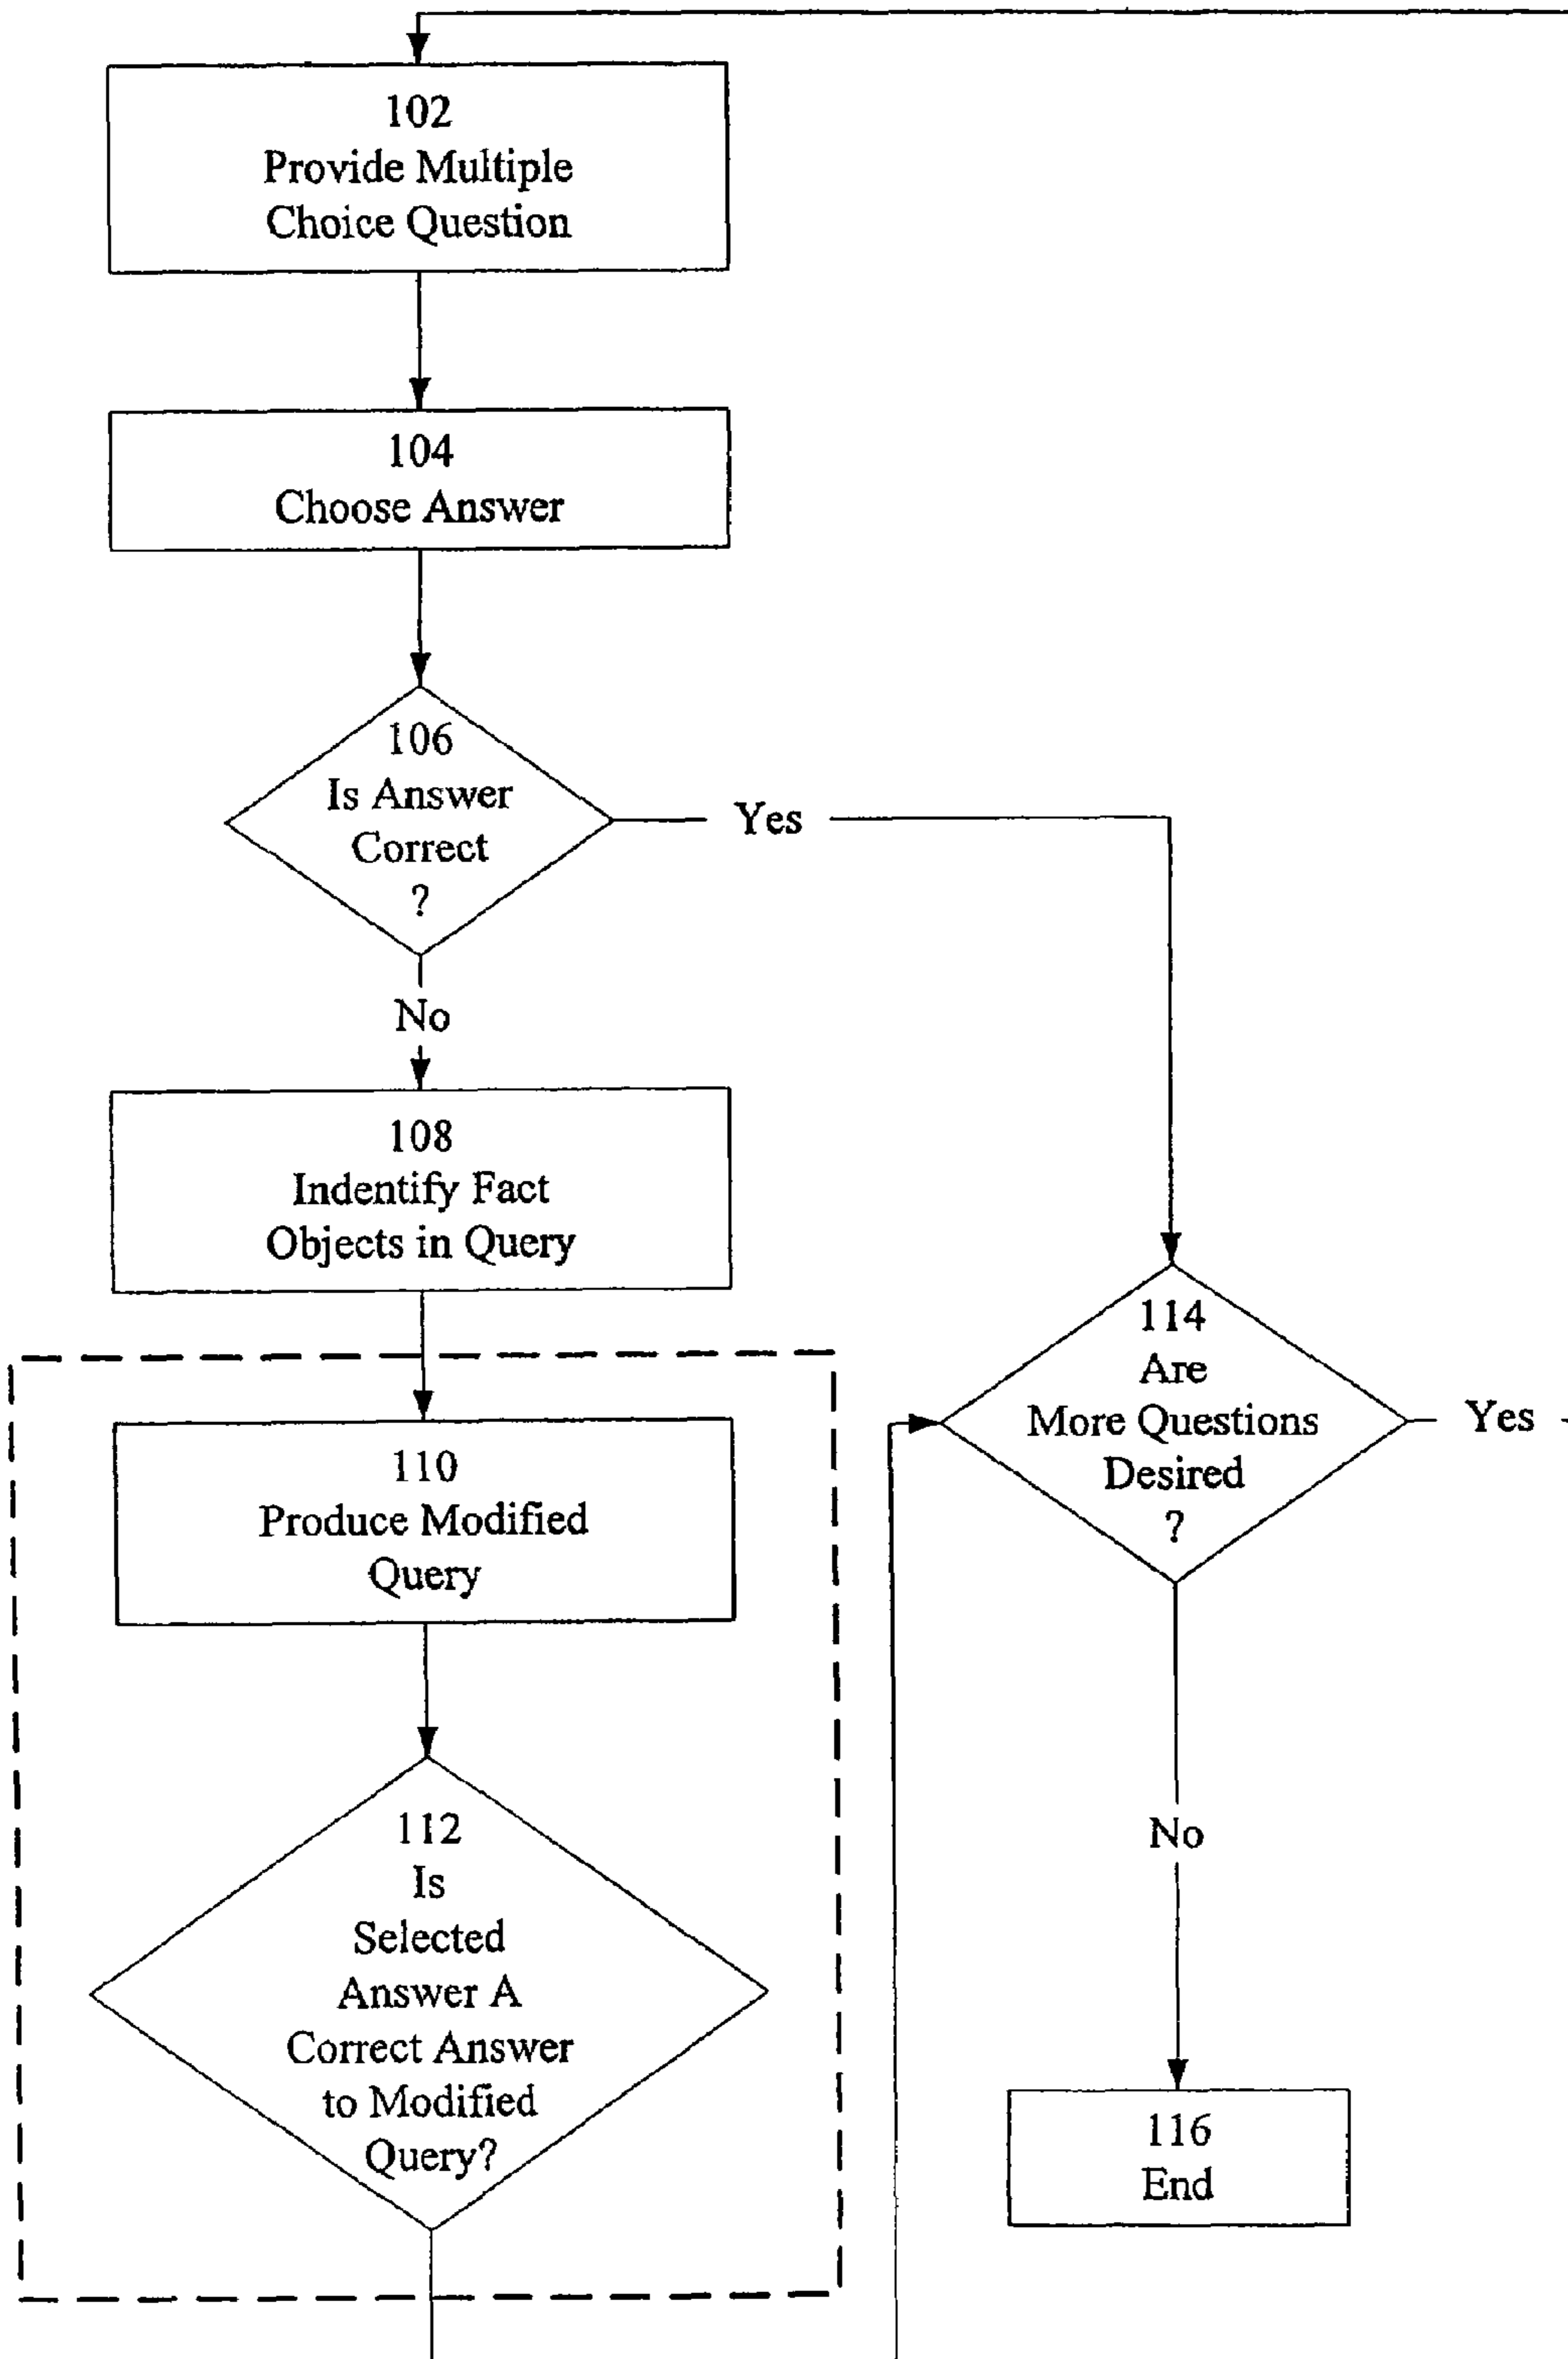 102
Provide Multiple
Choice Question
104
Choose Answer
106
Is Answer
Correct
?
Yes
No
108
Indentify Fact
Objects in Query
110
Produce Modified
Query
112
Is
Selected
Answer A
Correct Answer
to Modified
Query?
114
Are
More Questions
Desired
?
Yes
No
116
End